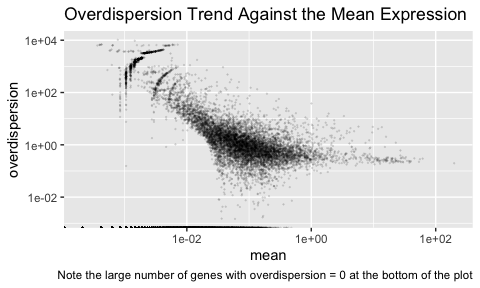 Overdispersion Trend Against the Mean Expression
overdispersion
1e+04
1e+02
1e+00
1e-02
1e-02
1e+00
1e+02
mean
Note the large number of genes with overdispersion = 0 at the bottom of the plot